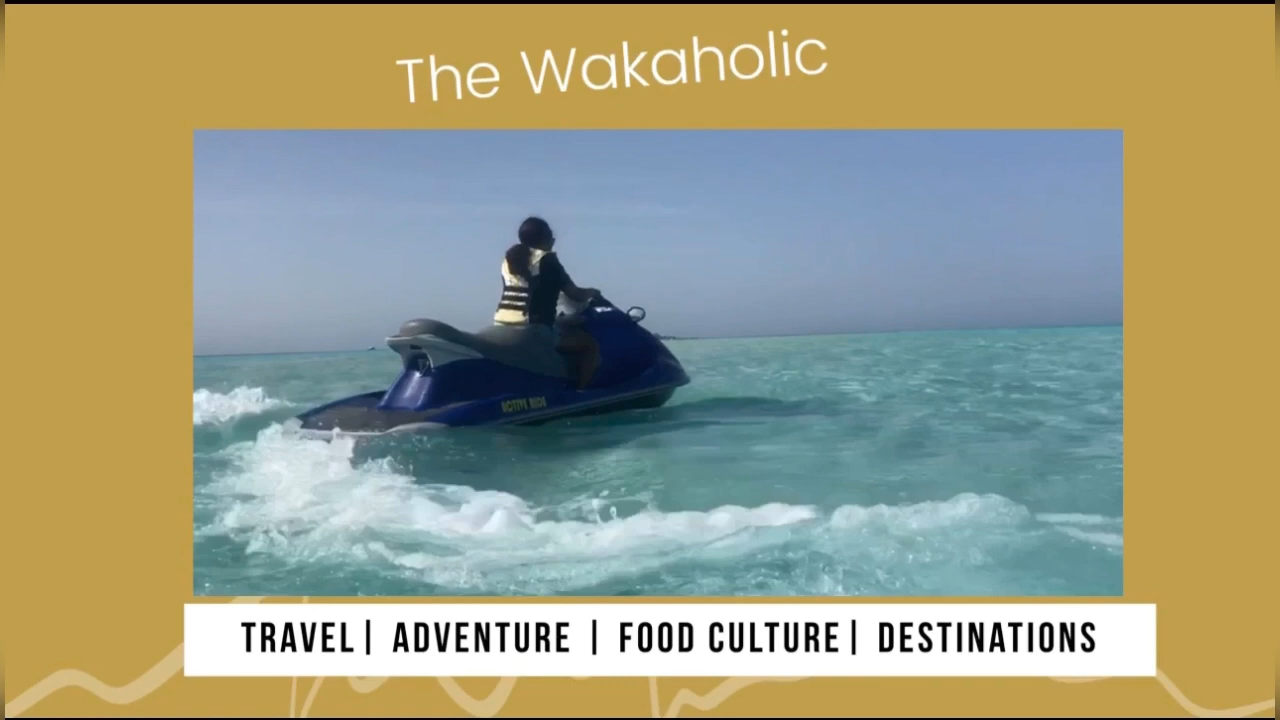 The Wakaholic
TRAVEL| ADVENTURE | FOOD CULTURE| DESTINATIONS